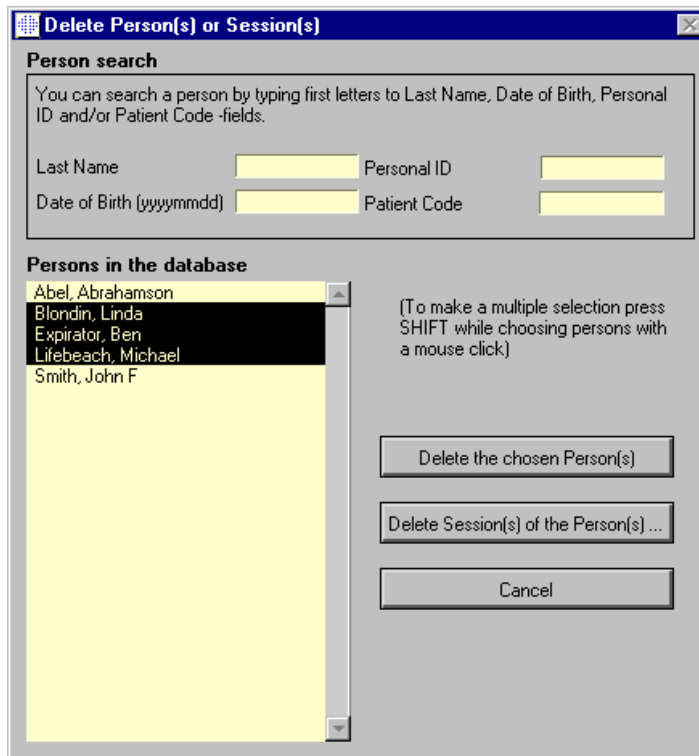 Delete Person(s) or Session(s)
Person search
You can search a person by typing first letters to Last Name, Date of Birth, Personal
ID and/or Patient Code -fields.
Last Name Personal ID
Date of Birth (yyyymmdd) Patient Code
Persons in the database
Abel, Abrahamson
Blondin, Linda
Expirator, Ben
Lifebeach, Michael
Smith, John F
(To make a multiple selection press
SHIFT while choosing persons with
a mouse click)
Delete the chosen Person(s)
Delete Session(s) of the Person(s) ...
Cancel